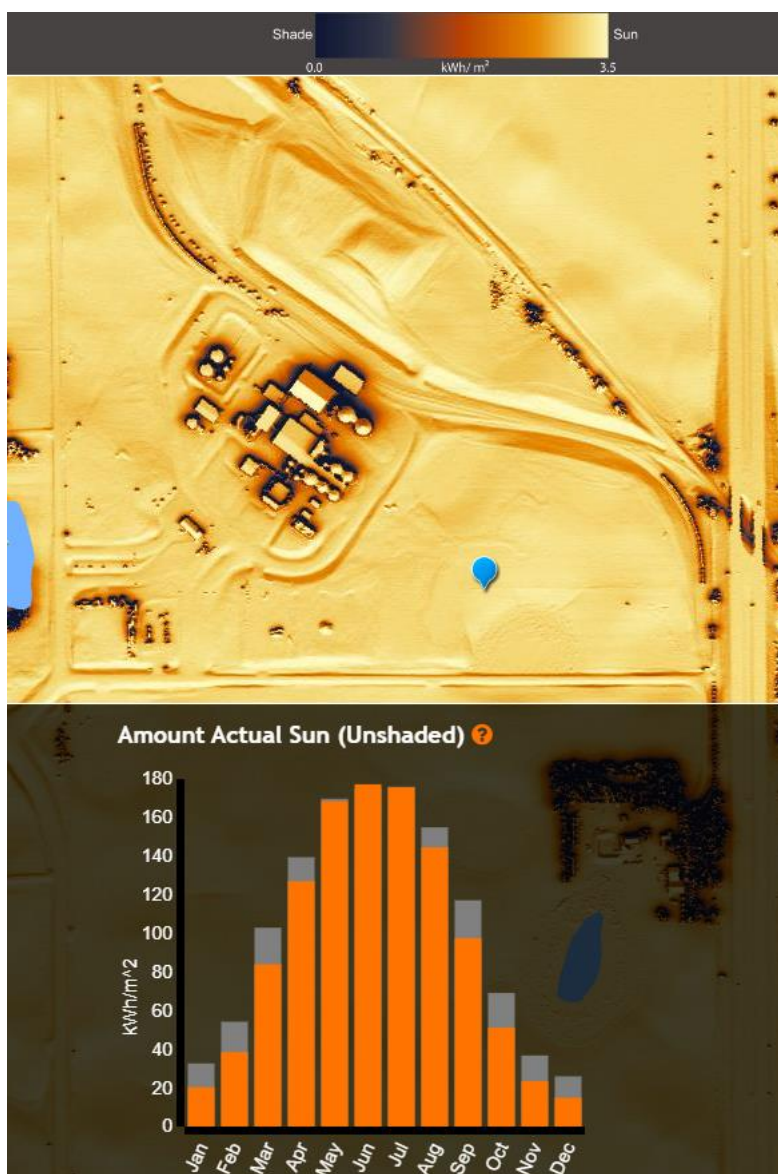 Shade Sun
0.0 kWh/ m² 3.5
Amount Actual Sun (Unshaded) ?
180
160
140
120
100
80
60
40
20
0
kWh/m^2
Jan Feb Mar Apr May Jun Jul Aug Sep Oct Nov Dec